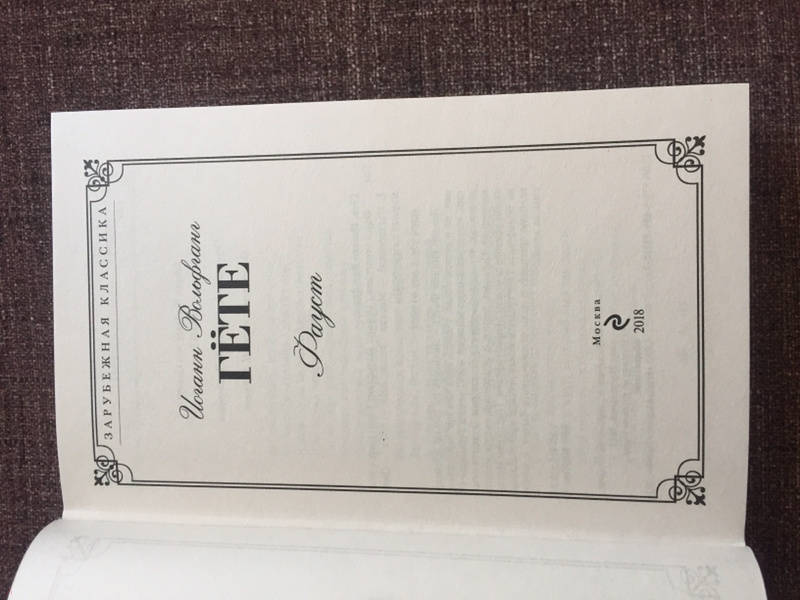 ЗАРУБЕЖНАЯ КЛАССИКА
Иоганн Вольфганг
ГЁТЕ
Фауст
Москва
2018